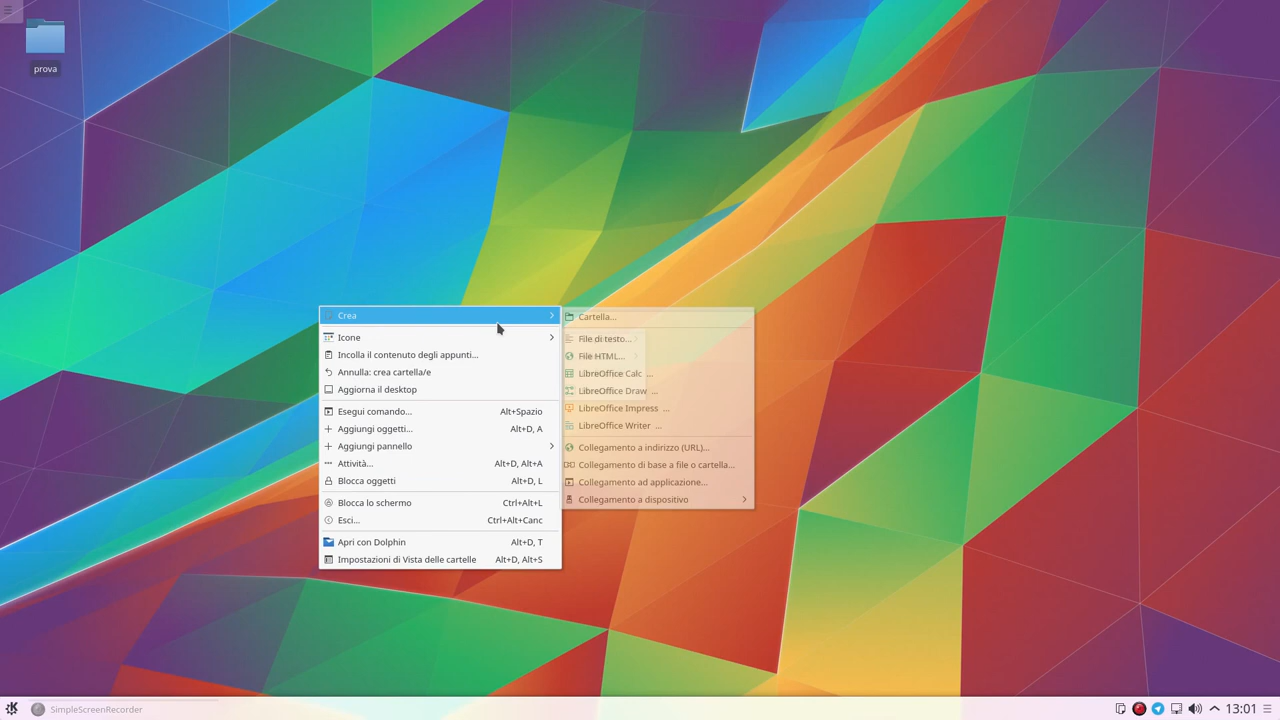 prova
Crea
Icone
Incolla il contenuto degli appunti...
Annulla: crea cartella/e
Aggiorna il desktop
Esegui comando... Alt+Spazio
Aggiungi oggetti... Alt+D, A
Aggiungi pannello
Attività... Alt+D, Alt+A
Blocca oggetti Alt+D, L
Blocca lo schermo Ctrl+Alt+L
Esci... Ctrl+Alt+Canc
Apri con Dolphin Alt+D, T
Impostazioni di Vista delle cartelle Alt+D, Alt+S
Cartella...
File di testo...
File HTML...
LibreOffice Calc ...
LibreOffice Draw ...
LibreOffice Impress ...
LibreOffice Writer ...
Collegamento a indirizzo (URL)...
Collegamento di base a file o cartella...
Collegamento ad applicazione...
Collegamento a dispositivo
SimpleScreenRecorder
13:01